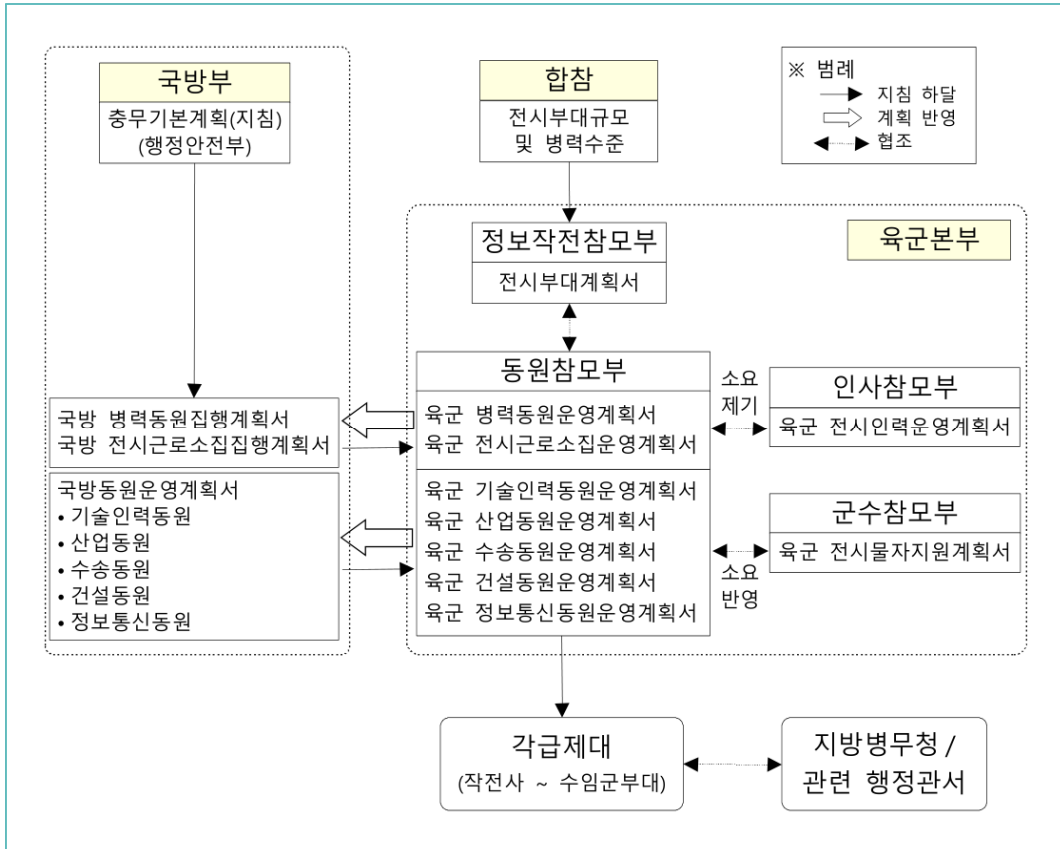 국방부
충무기본계획(지침)
(행정안전부)
합참
전시부대규모
및 병력수준
※ 범례
지침 하달
계획 반영
협조
정보작전참모부
전시부대계획서
육군본부
국방 병력동원집행계획서
국방 전시근로소집집행계획서
국방동원운영계획서
• 기술인력동원
• 산업동원
• 수송동원
• 건설동원
• 정보통신동원
동원참모부
육군 병력동원운영계획서
육군 전시근로소집운영계획서
육군 기술인력동원운영계획서
육군 산업동원운영계획서
육군 수송동원운영계획서
육군 건설동원운영계획서
육군 정보통신동원운영계획서
소요
제기
인사참모부
육군 전시인력운영계획서
소요
반영
군수참모부
육군 전시물자지원계획서
각급제대
(작전사 ~ 수임군부대)
지방병무청 /
관련 행정관서